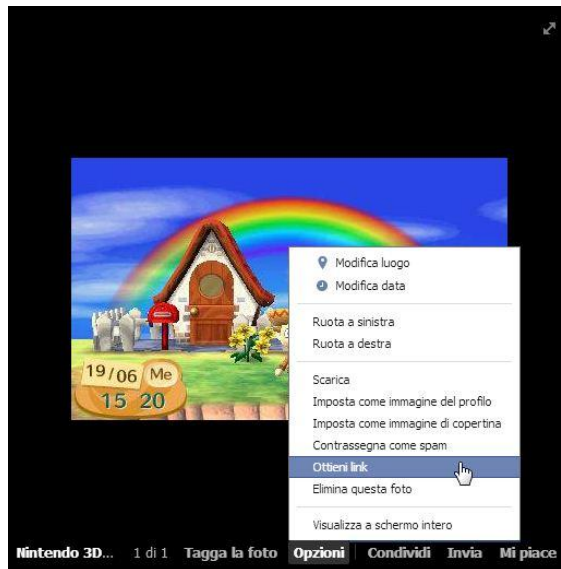 Modifica luogo
Modifica data
Ruota a sinistra
Ruota a destra
Scarica
Imposta come immagine del profilo
Imposta come immagine di copertina
Contrassegna come spam
Ottieni link
Elimina questa foto
Visualizza a schermo intero
19/06 Me
15 20
Nintendo 3D... 1 di 1 Tagga la foto Opzioni Condividi Invia Mi piace